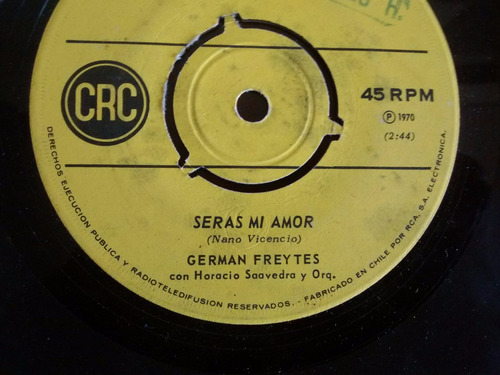 CRC
45 RPM
Ⓟ 1970
(2:44)
SERAS MI AMOR
(Nano Vicencio)
GERMAN FREYTES
con Horacio Saavedra y Orq.
DERECHOS EJECUCION PUBLICA Y RADIOTELEDIFUSION RESERVADOS. - FABRICADO EN CHILE POR RCA. S.A. ELECTRONICA.